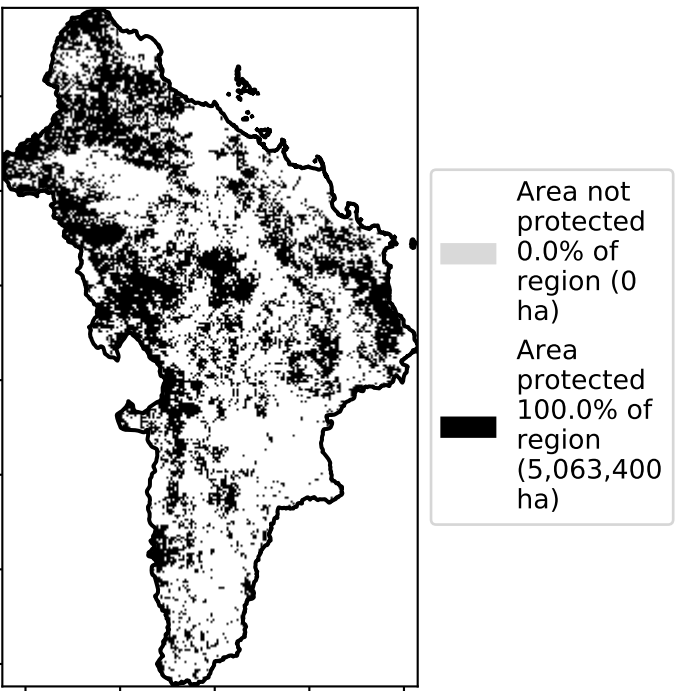 Area not
protected
0.0% of
region (0
ha)
Area
protected
100.0% of
region
(5,063,400
ha)